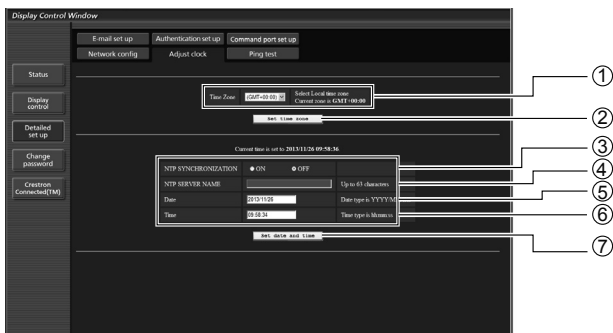 Display Control Window
E-mail set up Authentication set up Command port set up
Network config Adjust clock Ping test
Status
Display
control
Detailed
set up
Change
password
Crestron
Connected(TM)
Time Zone (GMT+00:00) Select Local time zone
Current zone is GMT+00:00
Set time zone
Current time is set to 2013/11/26 09:58:36
NTP SYNCHRONIZATION ON OFF
NTP SERVER NAME Up to 63 characters
Date 2013/11/26 Date type is YYYY/M
Time 09:58:34 Time type is hh:mm:ss
Set date and time
①
②
③
④
⑤
⑥
⑦